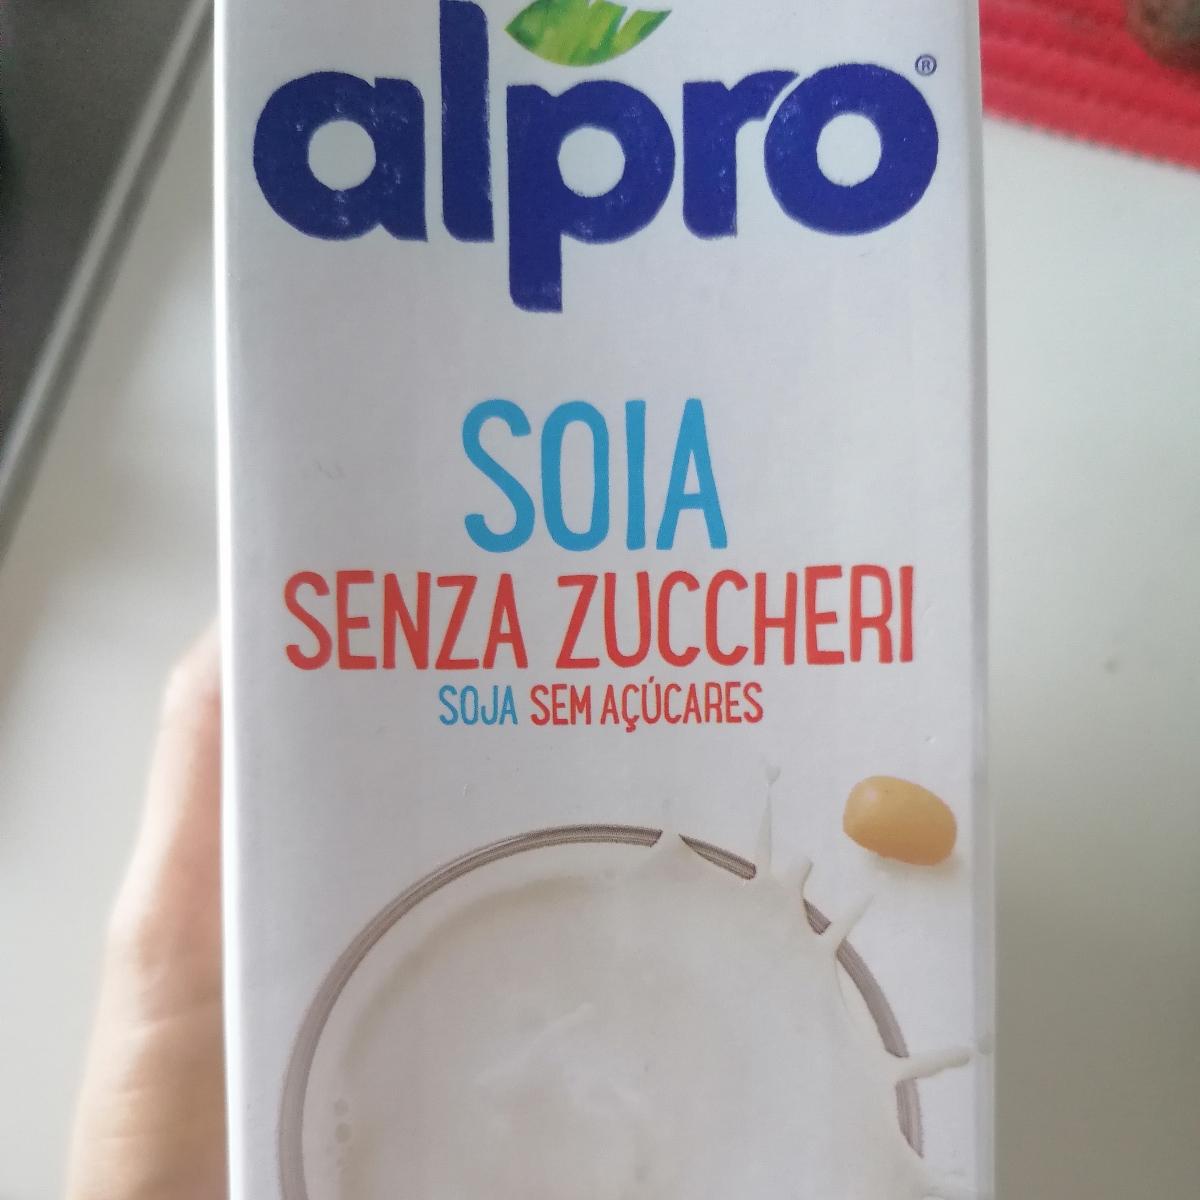 alpro®
SOIA
SENZA ZUCCHERI
SOJA SEM AÇÚCARES